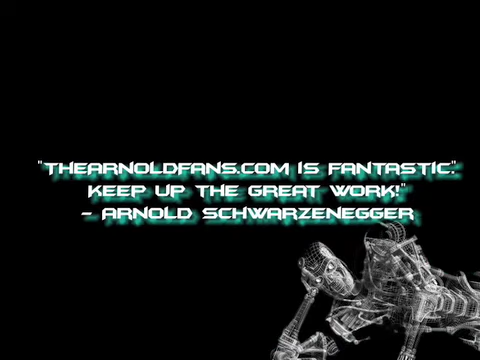 "THEARNOLDFANS.COM IS FANTASTIC."
KEEP UP THE GREAT WORK!"
- ARNOLD SCHWARZENEGGER